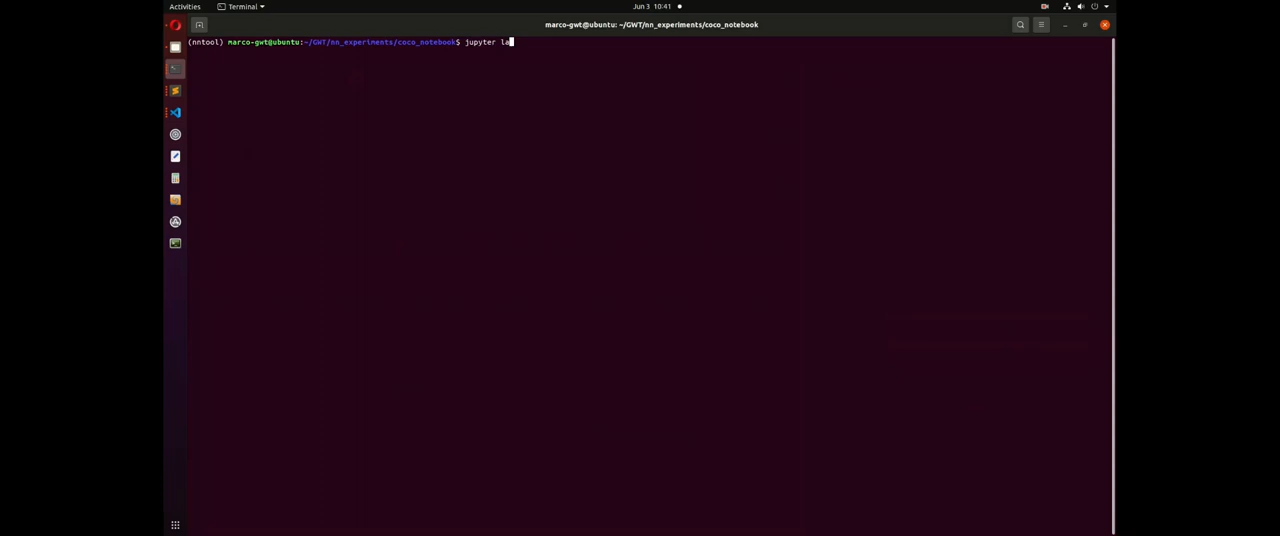 Activities
Terminal
Jun 3 10:41
marco-gwt@ubuntu: ~/GWT/nn_experiments/coco_notebook
(nntool) marco-gwt@ubuntu:~/GWT/nn_experiments/coco_notebook$ jupyter la